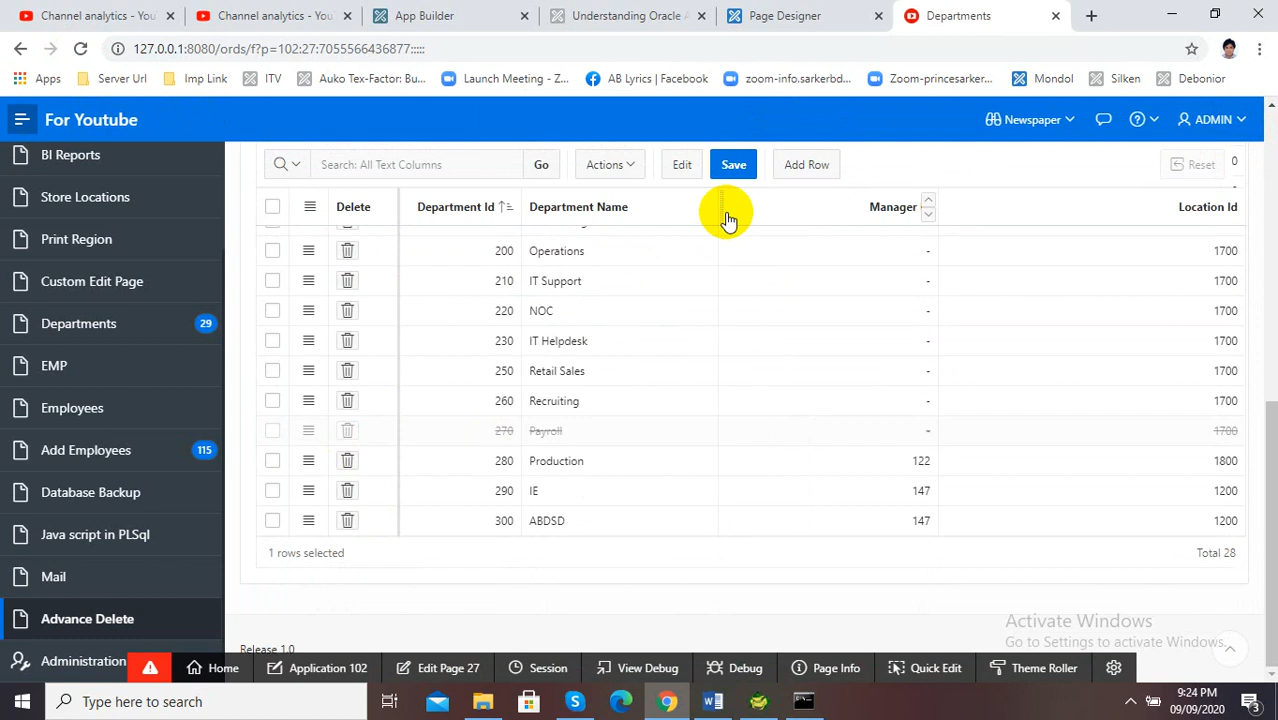 Channel analytics - You
Channel analytics - You
App Builder
Understanding Oracle A
Page Designer
Departments
127.0.0.1:8080/ords/f?p=102:27:7055566436877:::::
Apps
Server Url
Imp Link
ITV
Auko Tex-Factor: Bu...
Launch Meeting - Z...
AB Lyrics | Facebook
zoom-info.sarkerbd...
Zoom-princesarker...
Mondol
Silken
Debonior
For Youtube
Newspaper
ADMIN
BI Reports
Store Locations
Print Region
Custom Edit Page
Departments 29
EMP
Employees
Add Employees 115
Database Backup
Java script in PLSql
Mail
Advance Delete
Administration
Search: All Text Columns
Go
Actions
Edit
Save
Add Row
Reset
0
Delete Department Id Department Name Manager Location Id
200 Operations - 1700
210 IT Support - 1700
220 NOC - 1700
230 IT Helpdesk - 1700
250 Retail Sales - 1700
260 Recruiting - 1700
270 Payroll - 1700
280 Production 122 1800
290 IE 147 1200
300 ABDSD 147 1200
1 rows selected Total 28
Activate Windows
Go to Settings to activate Windows.
Release 1.0
Home
Application 102
Edit Page 27
Session
View Debug
Debug
Page Info
Quick Edit
Theme Roller
Type here to search
9:24 PM
09/09/2020
3